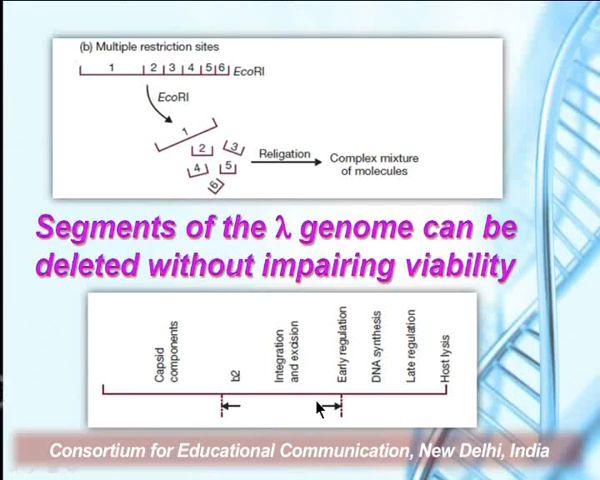 (b) Multiple restriction sites
1 2 3 4 5 6 EcoRI
EcoRI
1
2 3
4 5
6
Religation
Complex mixture
of molecules
Segments of the λ genome can be
deleted without impairing viability
Capsid
components
b2
Integration
and excision
Early regulation
DNA synthesis
Late regulation
Host lysis
Consortium for Educational Communication, New Delhi, India